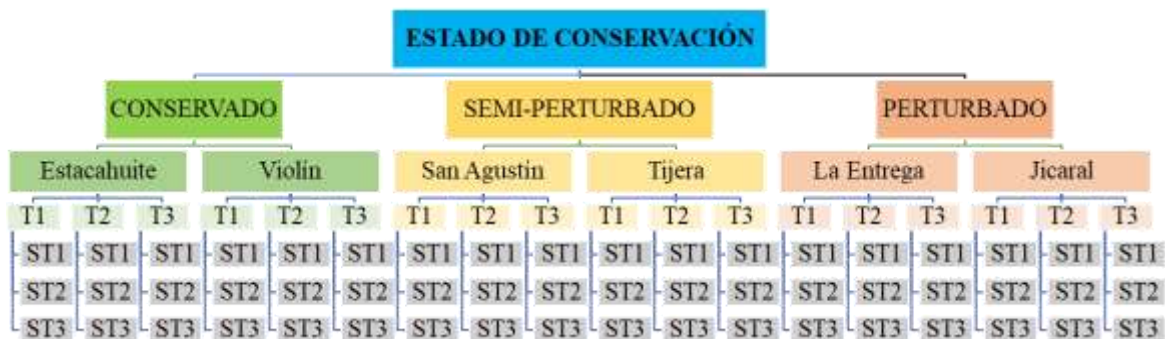 ESTADO DE CONSERVACIÓN
CONSERVADO SEMI-PERTURBADO PERTURBADO
Estacahuite Violín San Agustín Tijera La Entrega Jicaral
T1 T2 T3 T1 T2 T3 T1 T2 T3 T1 T2 T3 T1 T2 T3 T1 T2 T3
ST1 ST1 ST1 ST1 ST1 ST1 ST1 ST1 ST1 ST1 ST1 ST1 ST1 ST1 ST1 ST1 ST1 ST1
ST2 ST2 ST2 ST2 ST2 ST2 ST2 ST2 ST2 ST2 ST2 ST2 ST2 ST2 ST2 ST2 ST2 ST2
ST3 ST3 ST3 ST3 ST3 ST3 ST3 ST3 ST3 ST3 ST3 ST3 ST3 ST3 ST3 ST3 ST3 ST3